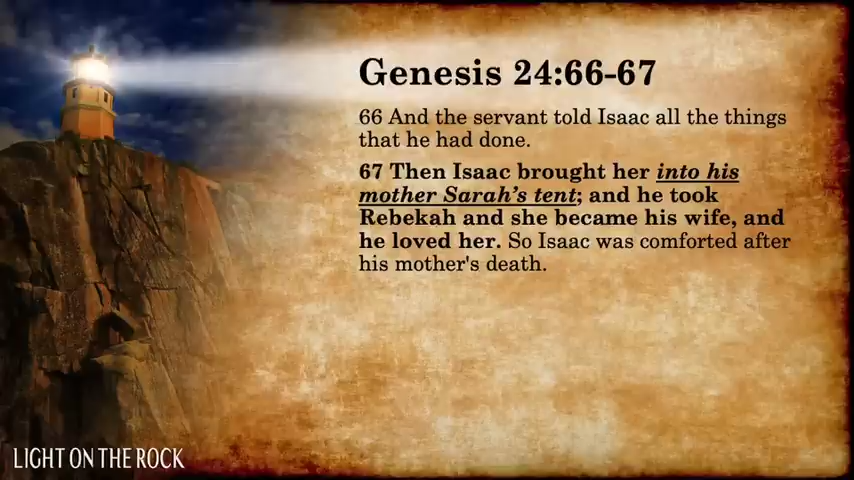 Genesis 24:66-67
66 And the servant told Isaac all the things
that he had done.
67 Then Isaac brought her into his
mother Sarah’s tent; and he took
Rebekah and she became his wife, and
he loved her. So Isaac was comforted after
his mother's death.
LIGHT ON THE ROCK